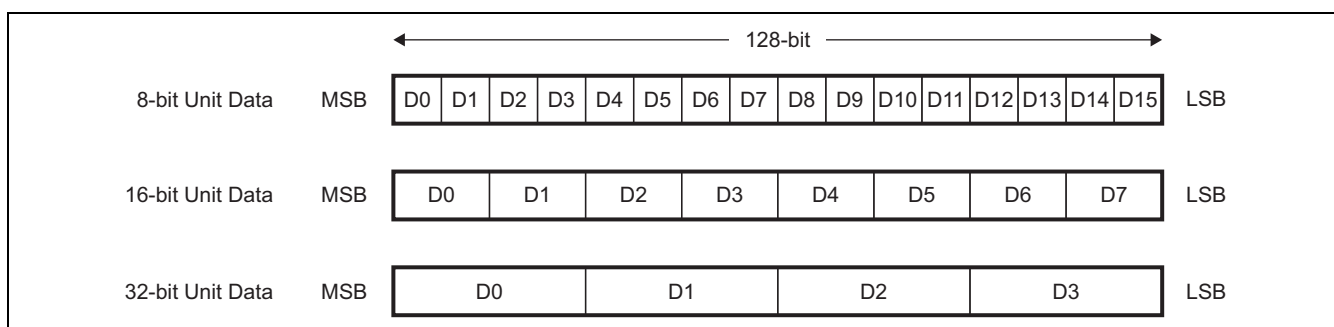 128-bit
8-bit Unit Data MSB D0 D1 D2 D3 D4 D5 D6 D7 D8 D9 D10 D11 D12 D13 D14 D15 LSB
16-bit Unit Data MSB D0 D1 D2 D3 D4 D5 D6 D7 LSB
32-bit Unit Data MSB D0 D1 D2 D3 LSB